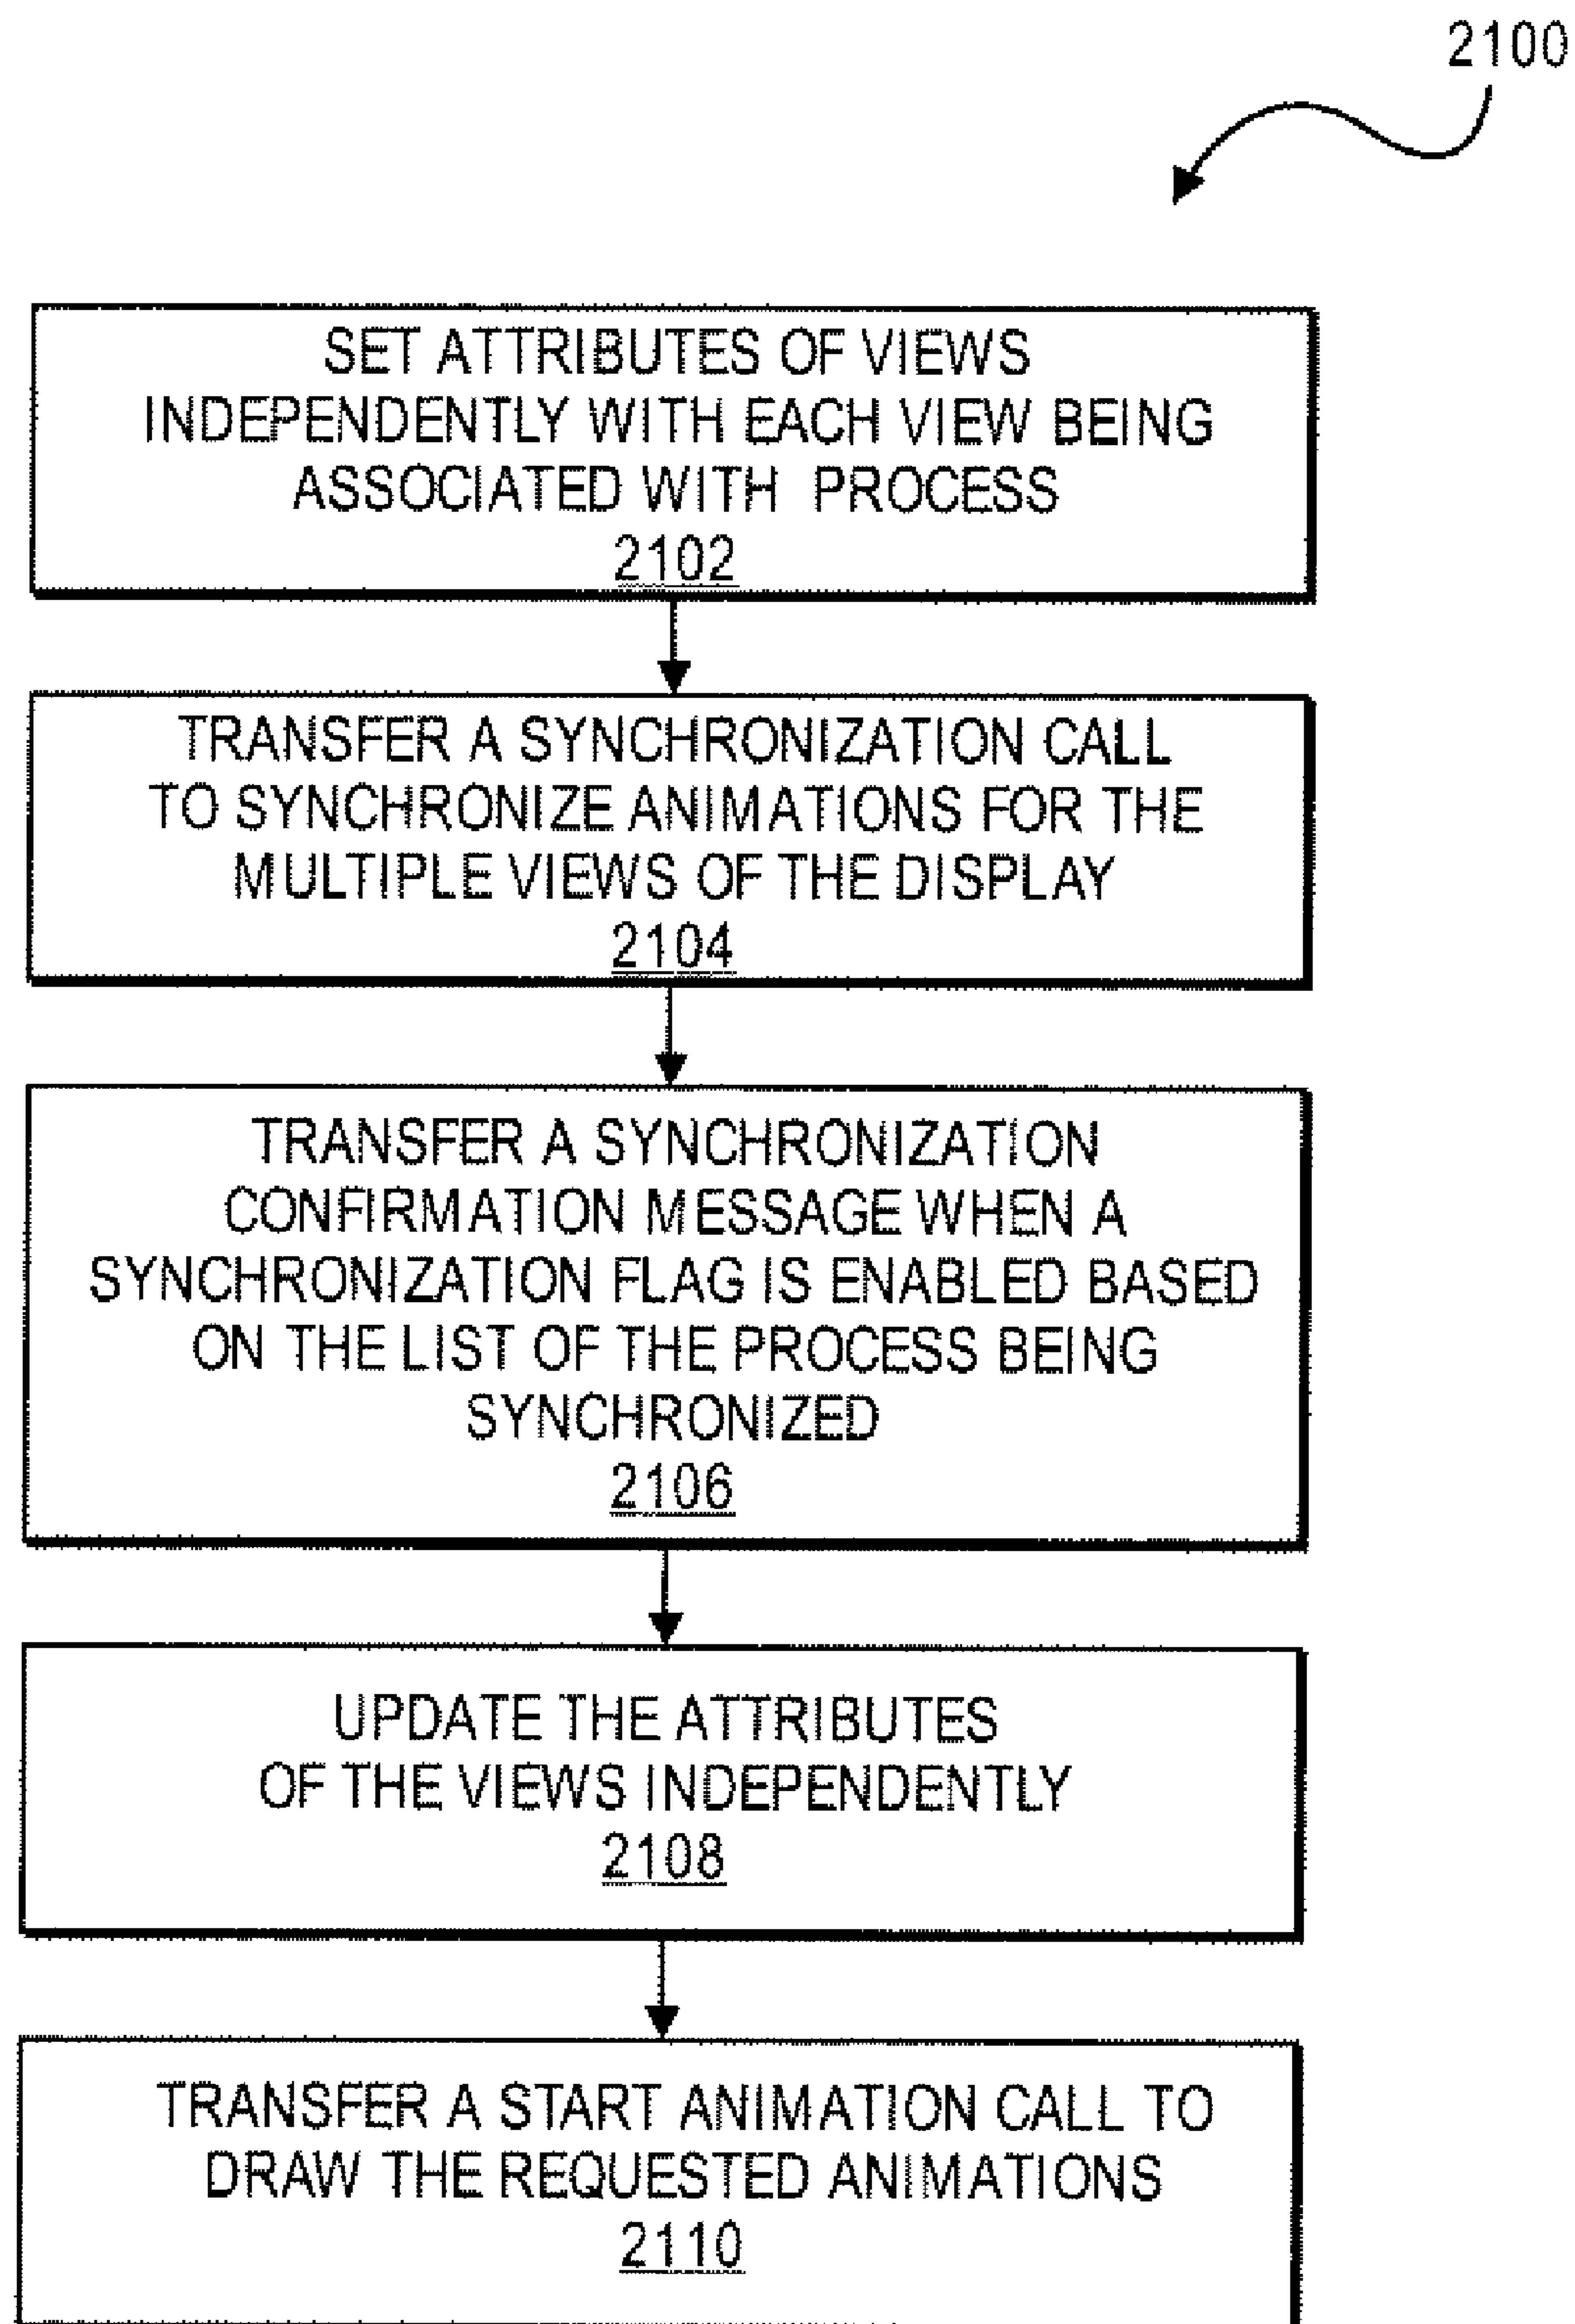 2100
SET ATTRIBUTES OF VIEWS
INDEPENDENTLY WITH EACH VIEW BEING
ASSOCIATED WITH PROCESS
2102
TRANSFER A SYNCHRONIZATION CALL
TO SYNCHRONIZE ANIMATIONS FOR THE
MULTIPLE VIEWS OF THE DISPLAY
2104
TRANSFER A SYNCHRONIZATION
CONFIRMATION MESSAGE WHEN A
SYNCHRONIZATION FLAG IS ENABLED BASED
ON THE LIST OF THE PROCESS BEING
SYNCHRONIZED
2106
UPDATE THE ATTRIBUTES
OF THE VIEWS INDEPENDENTLY
2108
TRANSFER A START ANIMATION CALL TO
DRAW THE REQUESTED ANIMATIONS
2110